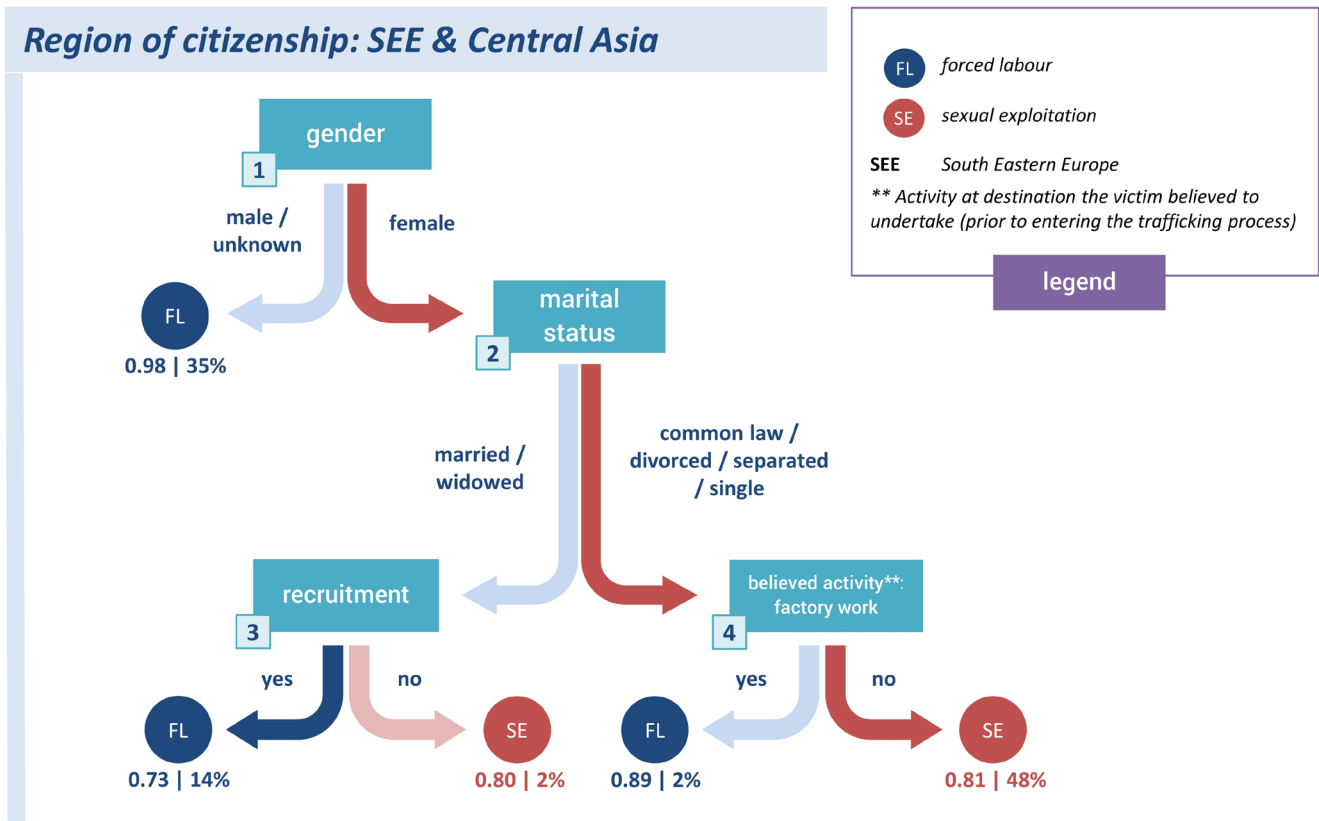 Region of citizenship: SEE & Central Asia
FL
forced labour
SE
sexual exploitation
SEE
South Eastern Europe
** Activity at destination the victim believed to
undertake (prior to entering the trafficking process)
legend
gender
1
male /
unknown
female
FL
0.98 | 35%
marital
status
2
married /
widowed
common law /
divorced / separated
/ single
recruitment
3
yes
no
FL
0.73 | 14%
SE
0.80 | 2%
believed activity**:
factory work
4
yes
no
FL
0.89 | 2%
SE
0.81 | 48%